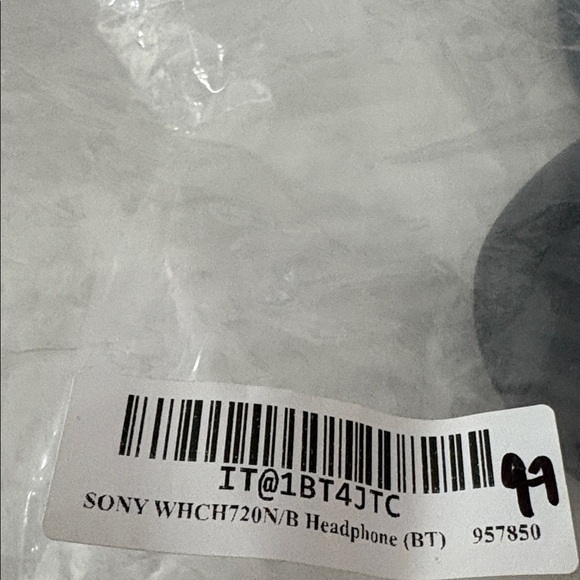 IT@1BT4JTC
SONY WHCH720N/B Headphone (BT) 957850
99